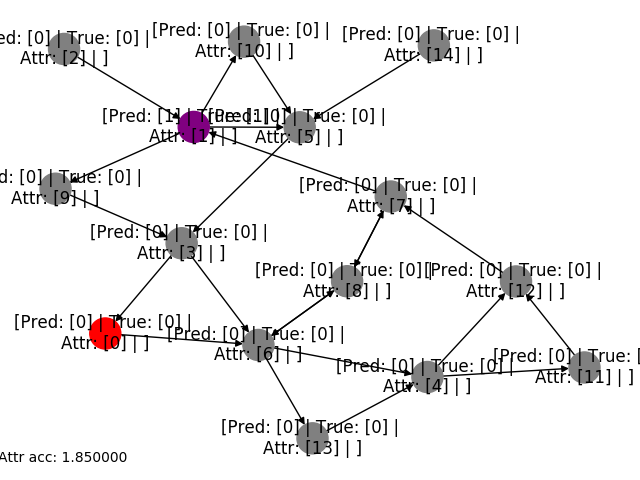 ed: [0] | True: [0] |
Attr: [2] | ]
[Pred: [0] | True: [0] |
Attr: [10] | ]
[Pred: [0] | True: [0] |
Attr: [14] | ]
[Pred: [1] | True: [1] |
Attr: [1] | ]
True: [0] |
Attr: [5] | ]
d: [0] | True: [0] |
Attr: [9] | ]
[Pred: [0] | True: [0] |
Attr: [7] | ]
[Pred: [0] | True: [0] |
Attr: [3] | ]
[Pred: [0] | True: [0] |
Attr: [8] | ]
[Pred: [0] | True: [0] |
Attr: [12] | ]
[Pred: [0] | True: [0] |
Attr: [0] | ]
[Pred: [0] | True: [0] |
Attr: [6] | ]
[Pred: [0] | True: [0] |
Attr: [4] | ]
[Pred: [0] | True: [
Attr: [11] | ]
[Pred: [0] | True: [0] |
Attr: [13] | ]
Attr acc: 1.850000